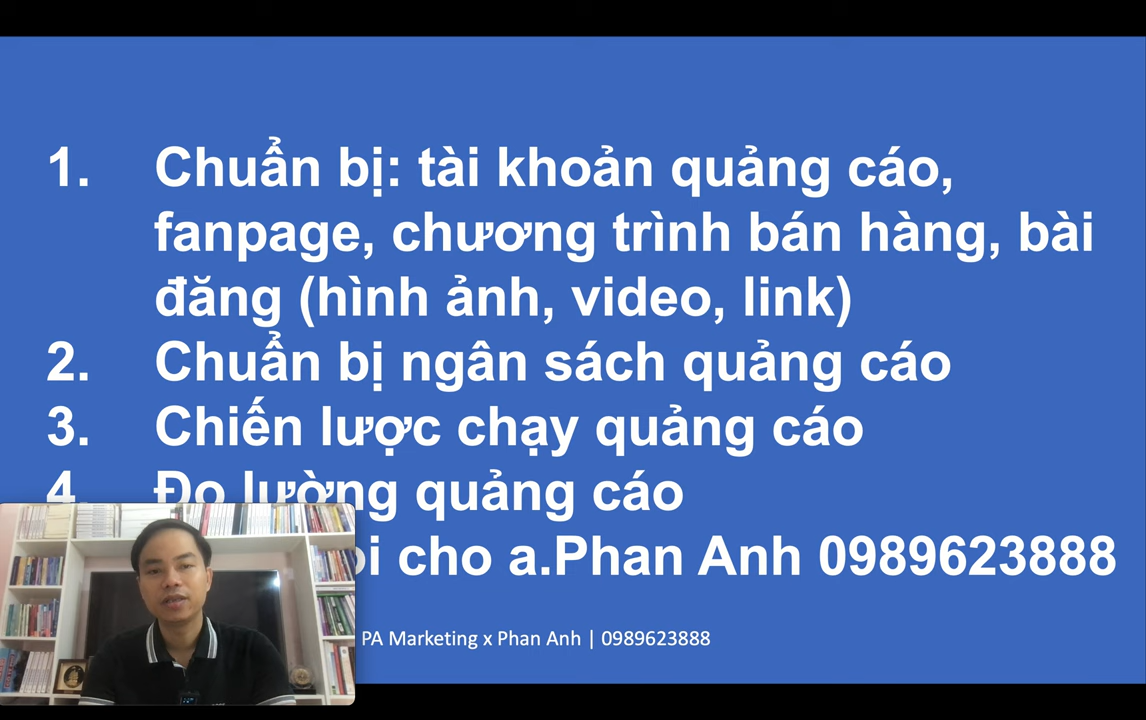 1. Chuẩn bị: tài khoản quảng cáo,
fanpage, chương trình bán hàng, bài
đăng (hình ảnh, video, link)
2. Chuẩn bị ngân sách quảng cáo
3. Chiến lược chạy quảng cáo
4. Đo lường quảng cáo
cho a.Phan Anh 0989623888
PA Marketing x Phan Anh | 0989623888